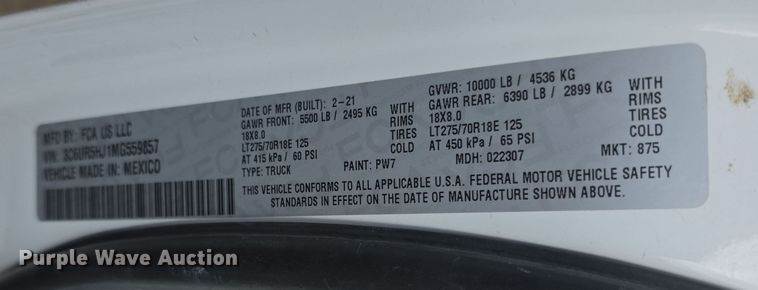 MFD BY: FCA US LLC
VIN: 3C6UR5HJ1MG559857
VEHICLE MADE IN: MEXICO
DATE OF MFR (BUILT): 2-21
GAWR FRONT: 5500 LB / 2495 KG WITH
18X8.0 RIMS
LT275/70R18E 125 TIRES
AT 415 kPa / 60 PSI COLD
TYPE: TRUCK PAINT: PW7
GVWR: 10000 LB / 4536 KG
GAWR REAR: 6390 LB / 2899 KG WITH
18X8.0 RIMS
LT275/70R18E 125 TIRES
AT 450 kPa / 65 PSI COLD
MDH: 022307 MKT: 875
THIS VEHICLE CONFORMS TO ALL APPLICABLE U.S.A. FEDERAL MOTOR VEHICLE SAFETY
STANDARDS IN EFFECT ON THE DATE OF MANUFACTURE SHOWN ABOVE.
Purple Wave Auction